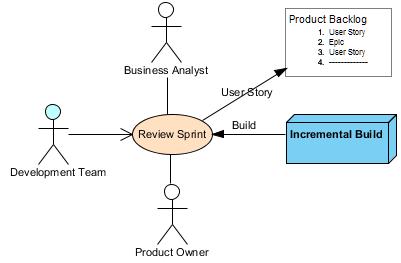 Product Backlog
1. User Story
2. Epic
3. User Story
4. --------------
Business Analyst
User Story
Build
Review Sprint
Incremental Build
Development Team
Product Owner